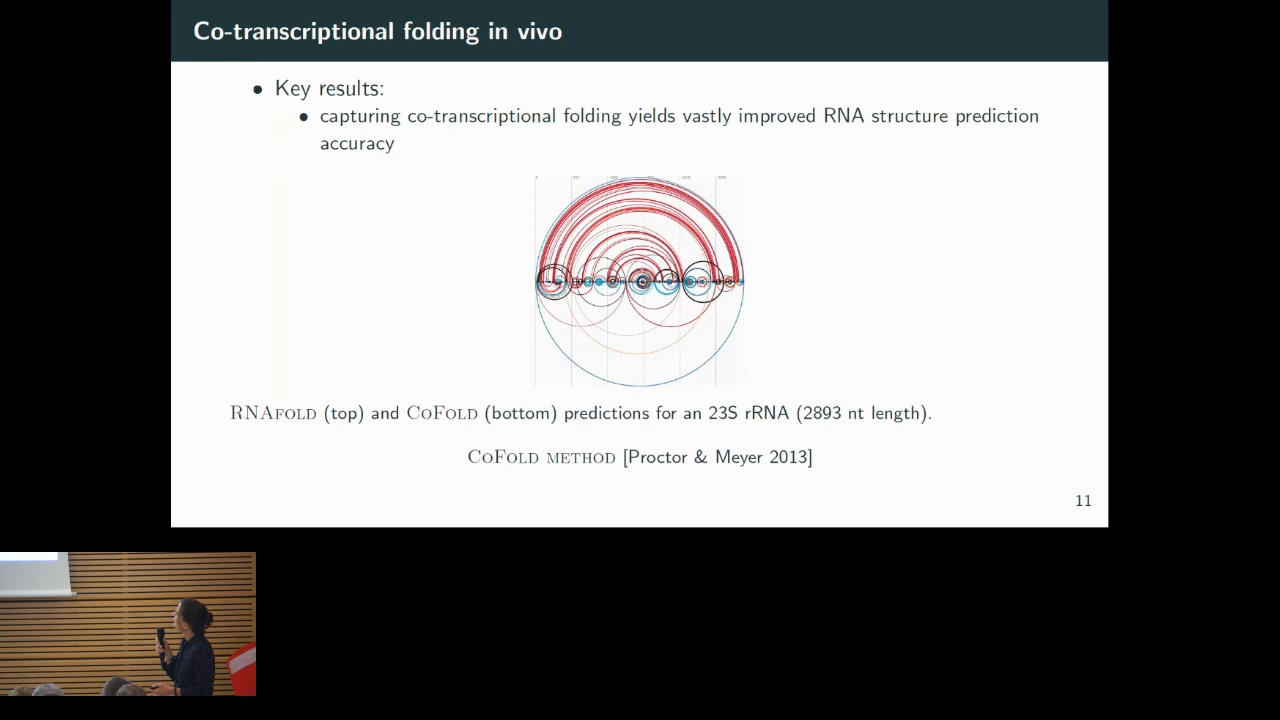 Co-transcriptional folding in vivo
• Key results:
• capturing co-transcriptional folding yields vastly improved RNA structure prediction
accuracy
RNAFOLD (top) and COFOLD (bottom) predictions for an 23S rRNA (2893 nt length).
COFOLD METHOD [Proctor & Meyer 2013]
11